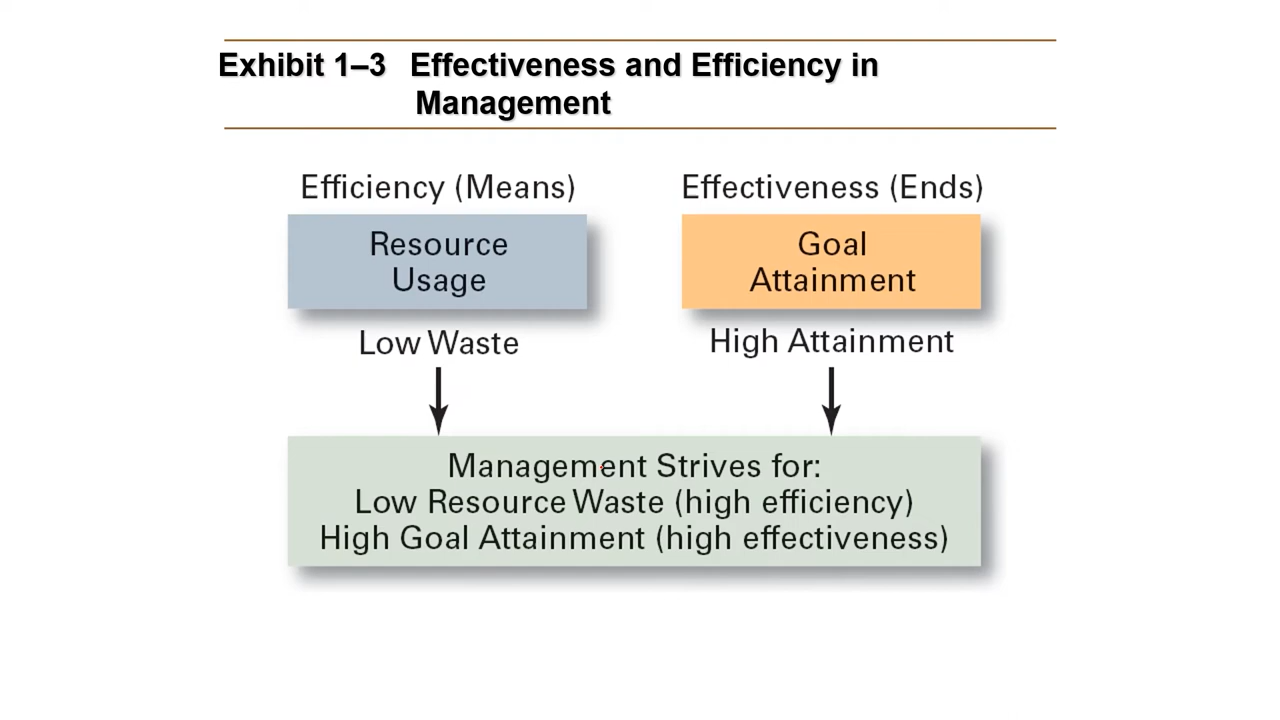 Exhibit 1–3 Effectiveness and Efficiency in
Management
Efficiency (Means)
Resource
Usage
Low Waste
Effectiveness (Ends)
Goal
Attainment
High Attainment
Management Strives for:
Low Resource Waste (high efficiency)
High Goal Attainment (high effectiveness)